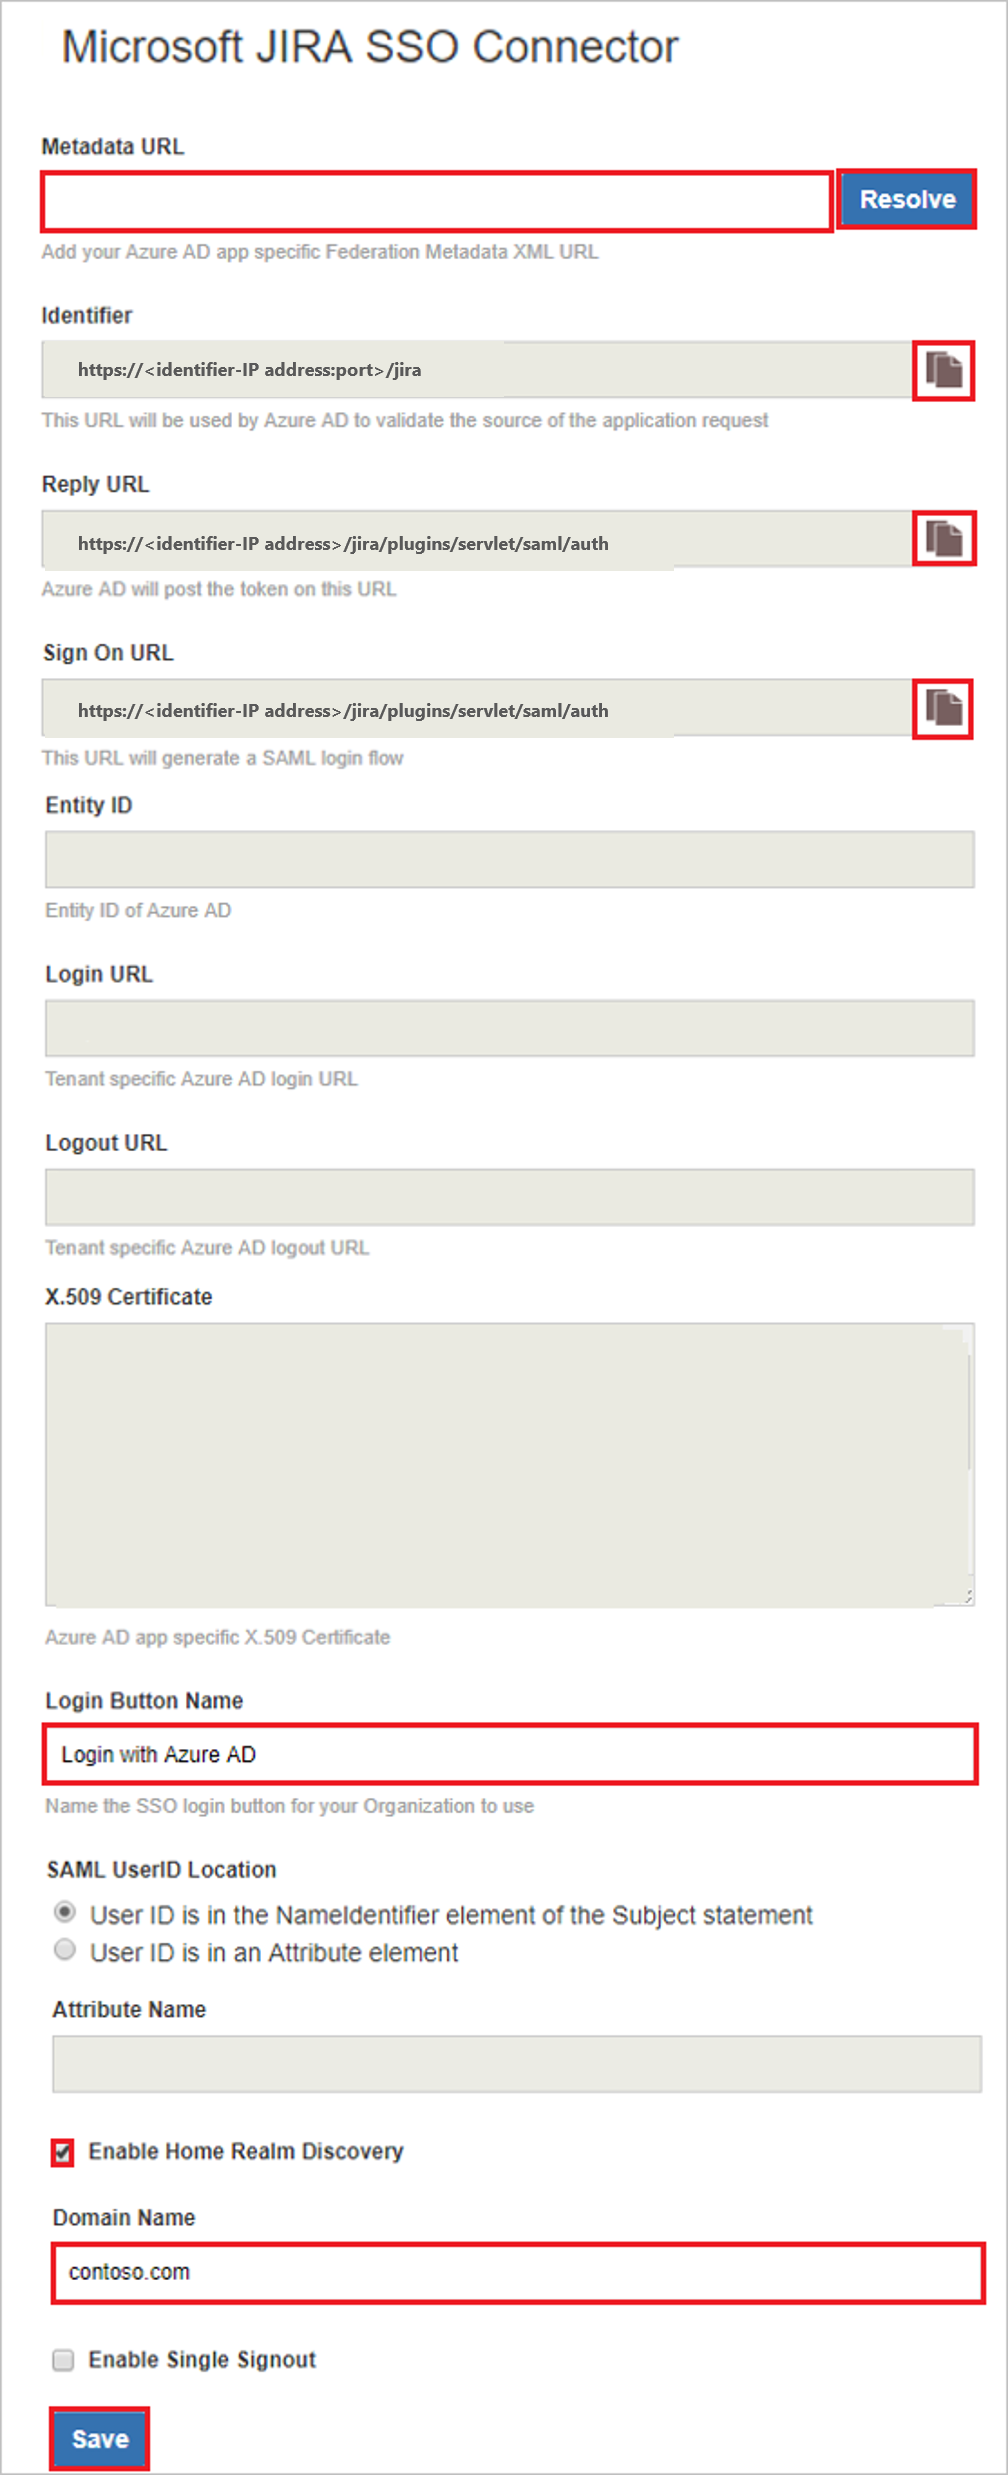 Microsoft JIRA SSO Connector
Metadata URL
Resolve
Add your Azure AD app specific Federation Metadata XML URL
Identifier
https://<identifier-IP address:port>/jira
This URL will be used by Azure AD to validate the source of the application request
Reply URL
https://<identifier-IP address>/jira/plugins/servlet/saml/auth
Azure AD will post the token on this URL
Sign On URL
https://<identifier-IP address>/jira/plugins/servlet/saml/auth
This URL will generate a SAML login flow
Entity ID
Entity ID of Azure AD
Login URL
Tenant specific Azure AD login URL
Logout URL
Tenant specific Azure AD logout URL
X.509 Certificate
Azure AD app specific X.509 Certificate
Login Button Name
Login with Azure AD
Name the SSO login button for your Organization to use
SAML UserID Location
User ID is in the NameIdentifier element of the Subject statement
User ID is in an Attribute element
Attribute Name
Enable Home Realm Discovery
Domain Name
contoso.com
Enable Single Signout
Save